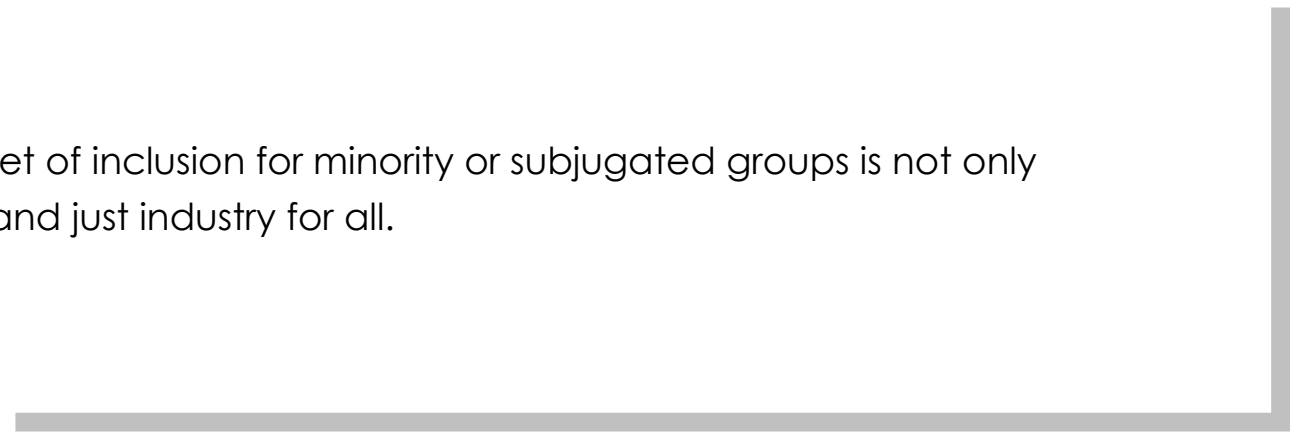 et of inclusion for minority or subjugated groups is not only
and just industry for all.